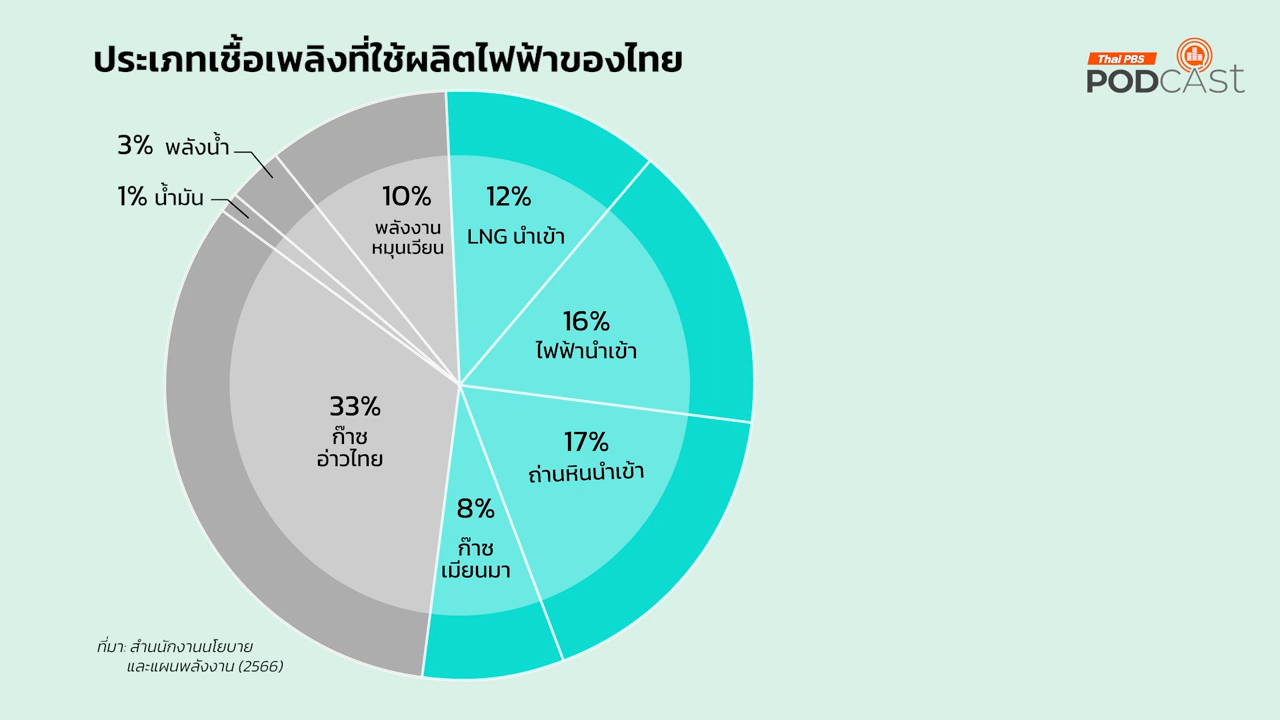 ประเภทเชื้อเพลิงที่ใช้ผลิตไฟฟ้าของไทย
Thai PBS
PODCAST
3% พลังน้ำ
1% น้ำมัน
10%
พลังงาน
หมุนเวียน
12%
LNG นำเข้า
16%
ไฟฟ้านำเข้า
17%
ถ่านหินนำเข้า
33%
ก๊าซ
อ่าวไทย
8%
ก๊าซ
เมียนมา
ที่มา: สำนนักงานนโยบาย
และแผนพลังงงาน (2566)